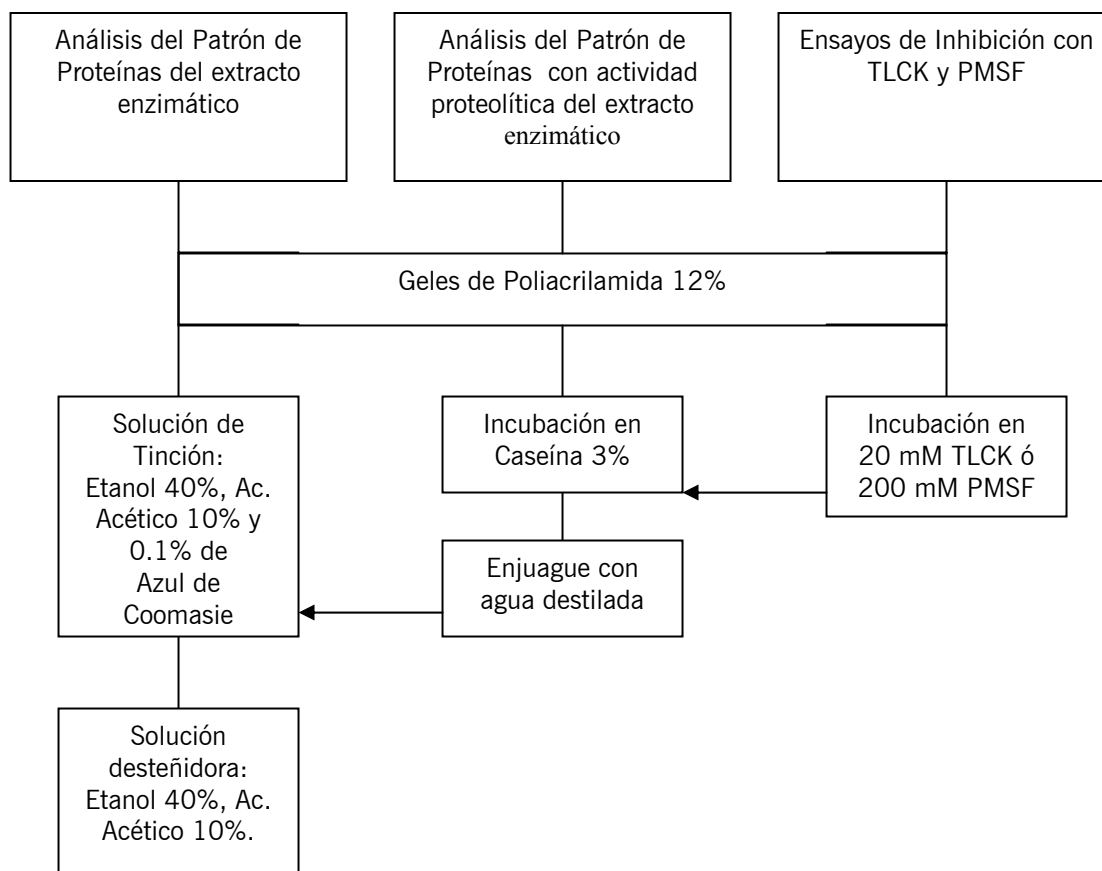 Análisis del Patrón de
Proteínas del extracto
enzimático
Análisis del Patrón de
Proteínas con actividad
proteolítica del extracto
enzimático
Ensayos de Inhibición con
TLCK y PMSF
Geles de Poliacrilamida 12%
Solución de
Tinción:
Etanol 40%, Ac.
Acético 10% y
0.1% de
Azul de
Coomasie
Incubación en
Caseína 3%
Incubación en
20 mM TLCK ó
200 mM PMSF
Enjuague con
agua destilada
Solución
desteñidora:
Etanol 40%, Ac.
Acético 10%.